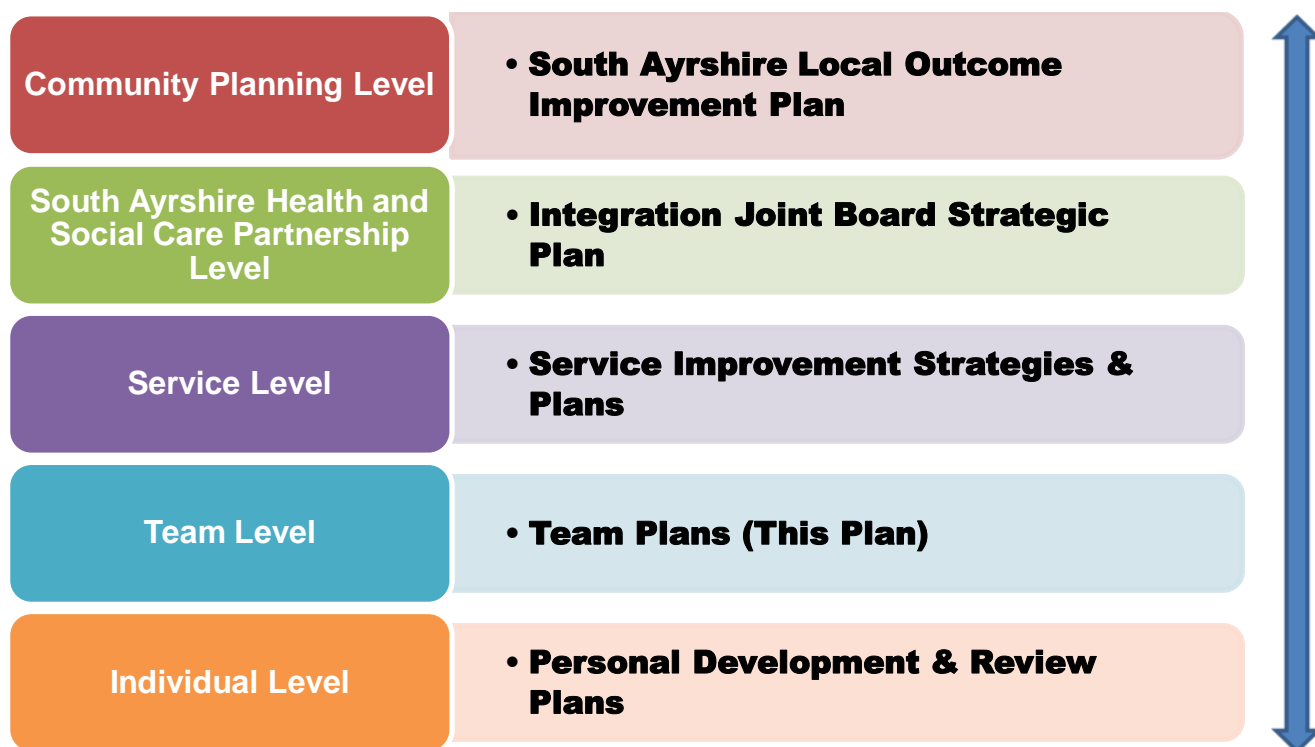 Community Planning Level
• South Ayrshire Local Outcome
Improvement Plan
South Ayrshire Health and
Social Care Partnership
Level
• Integration Joint Board Strategic
Plan
Service Level
• Service Improvement Strategies &
Plans
Team Level
• Team Plans (This Plan)
Individual Level
• Personal Development & Review
Plans